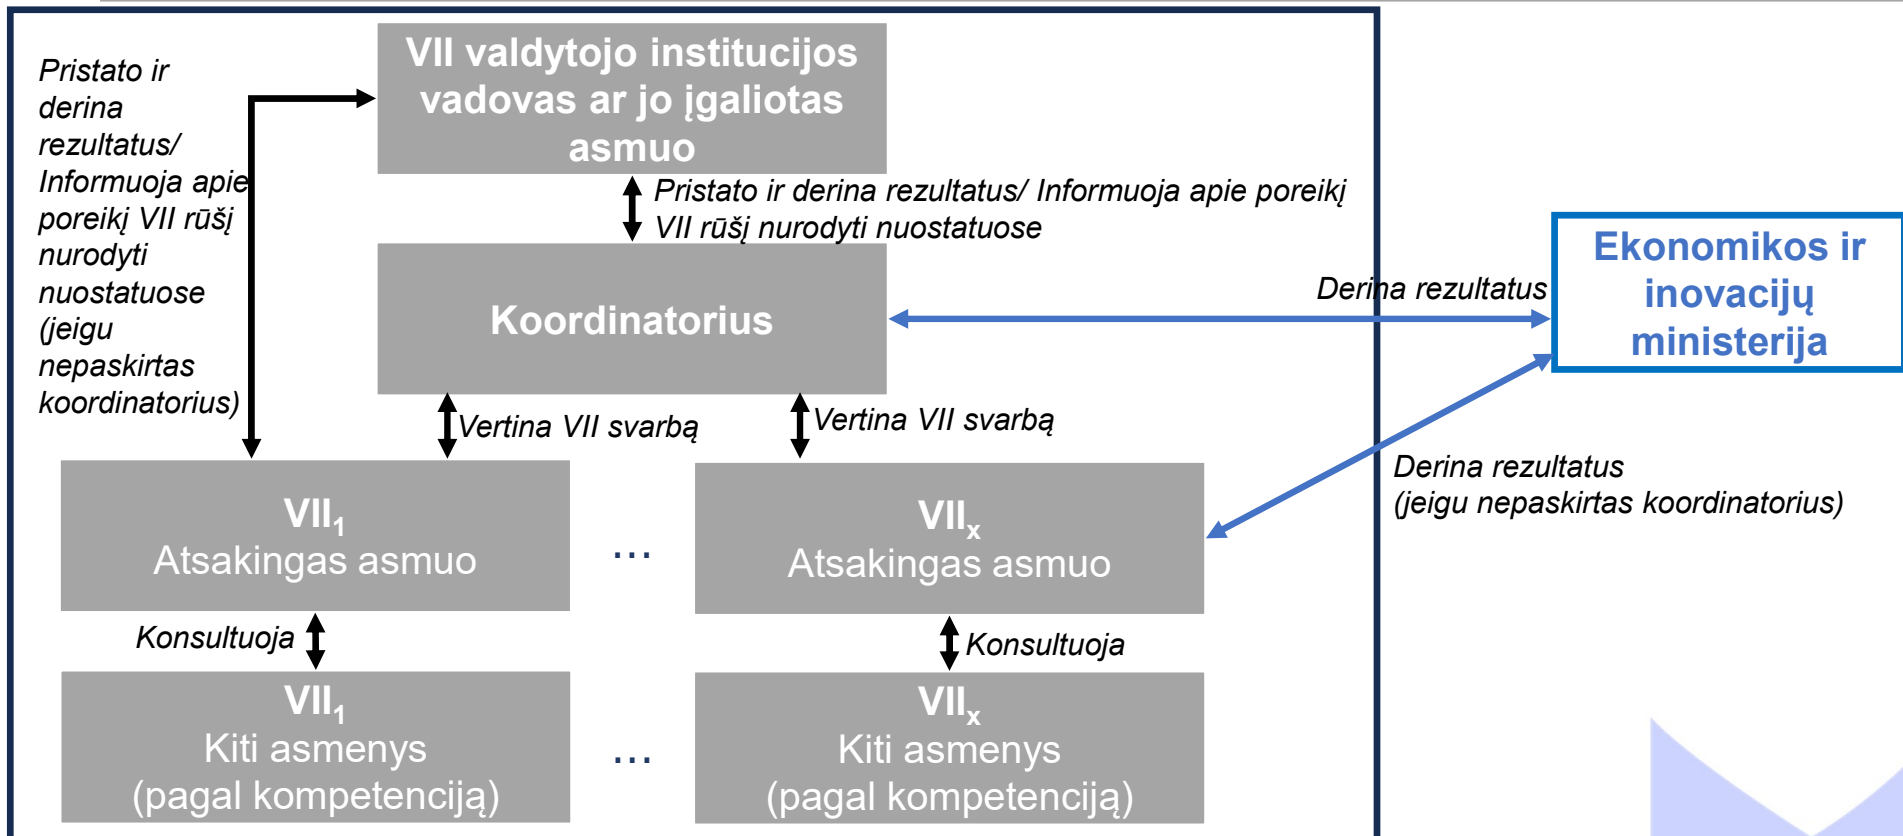 VII valdytojo institucijos
vadovas ar jo įgaliotas
asmuo
Pristato ir
derina
rezultatus/
Informuoja apie
poreikį VII rūšį
nurodyti
nuostatuose
(jeigu
nepaskirtas
koordinatorius)
Pristato ir derina rezultatus/ Informuoja apie poreikį
VII rūšį nurodyti nuostatuose
Koordinatorius
Derina rezultatus
Ekonomikos ir
inovacijų
ministerija
Vertina VII svarbą
Vertina VII svarbą
Derina rezultatus
(jeigu nepaskirtas koordinatorius)
VII₁
Atsakingas asmuo
...
VIIₓ
Atsakingas asmuo
Konsultuoja
Konsultuoja
VII₁
Kiti asmenys
(pagal kompetenciją)
...
VIIₓ
Kiti asmenys
(pagal kompetenciją)